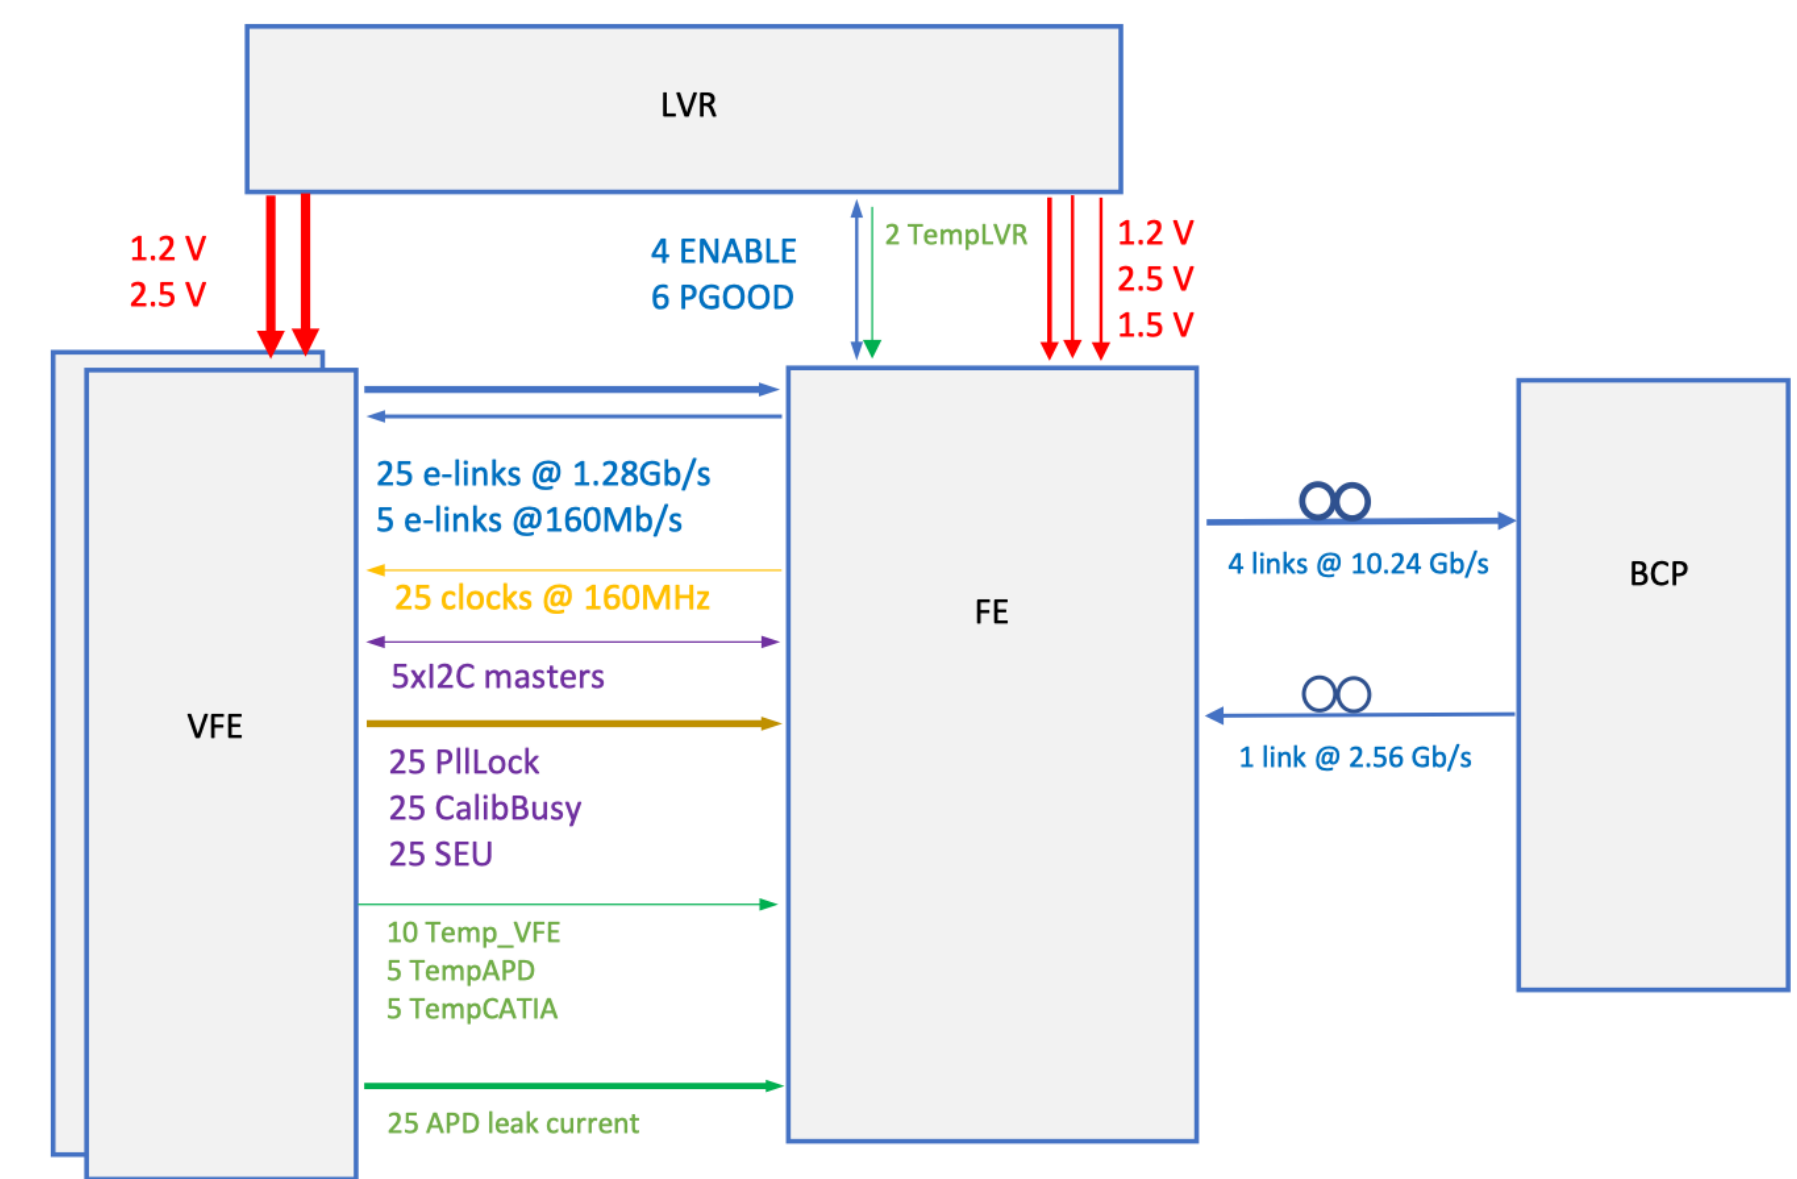 LVR
1.2 V
2.5 V
4 ENABLE
6 PGOOD
2 TempLVR
1.2 V
2.5 V
1.5 V
25 e-links @ 1.28Gb/s
5 e-links @160Mb/s
25 clocks @ 160MHz
5xI2C masters
VFE
25 PllLock
25 CalibBusy
25 SEU
10 Temp_VFE
5 TempAPD
5 TempCATIA
25 APD leak current
FE
4 links @ 10.24 Gb/s
1 link @ 2.56 Gb/s
BCP